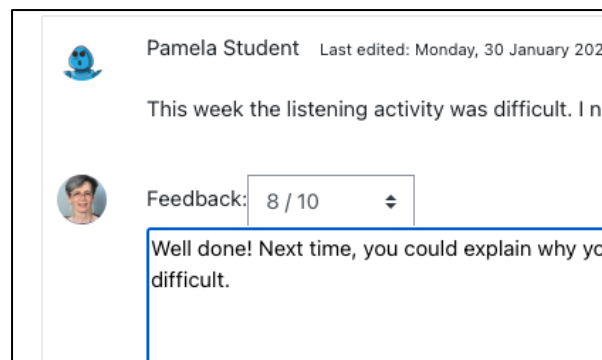 Pamela Student Last edited: Monday, 30 January
This week the listening activity was difficult. I
Feedback: 8 / 10
Well done! Next time, you could explain why
difficult.